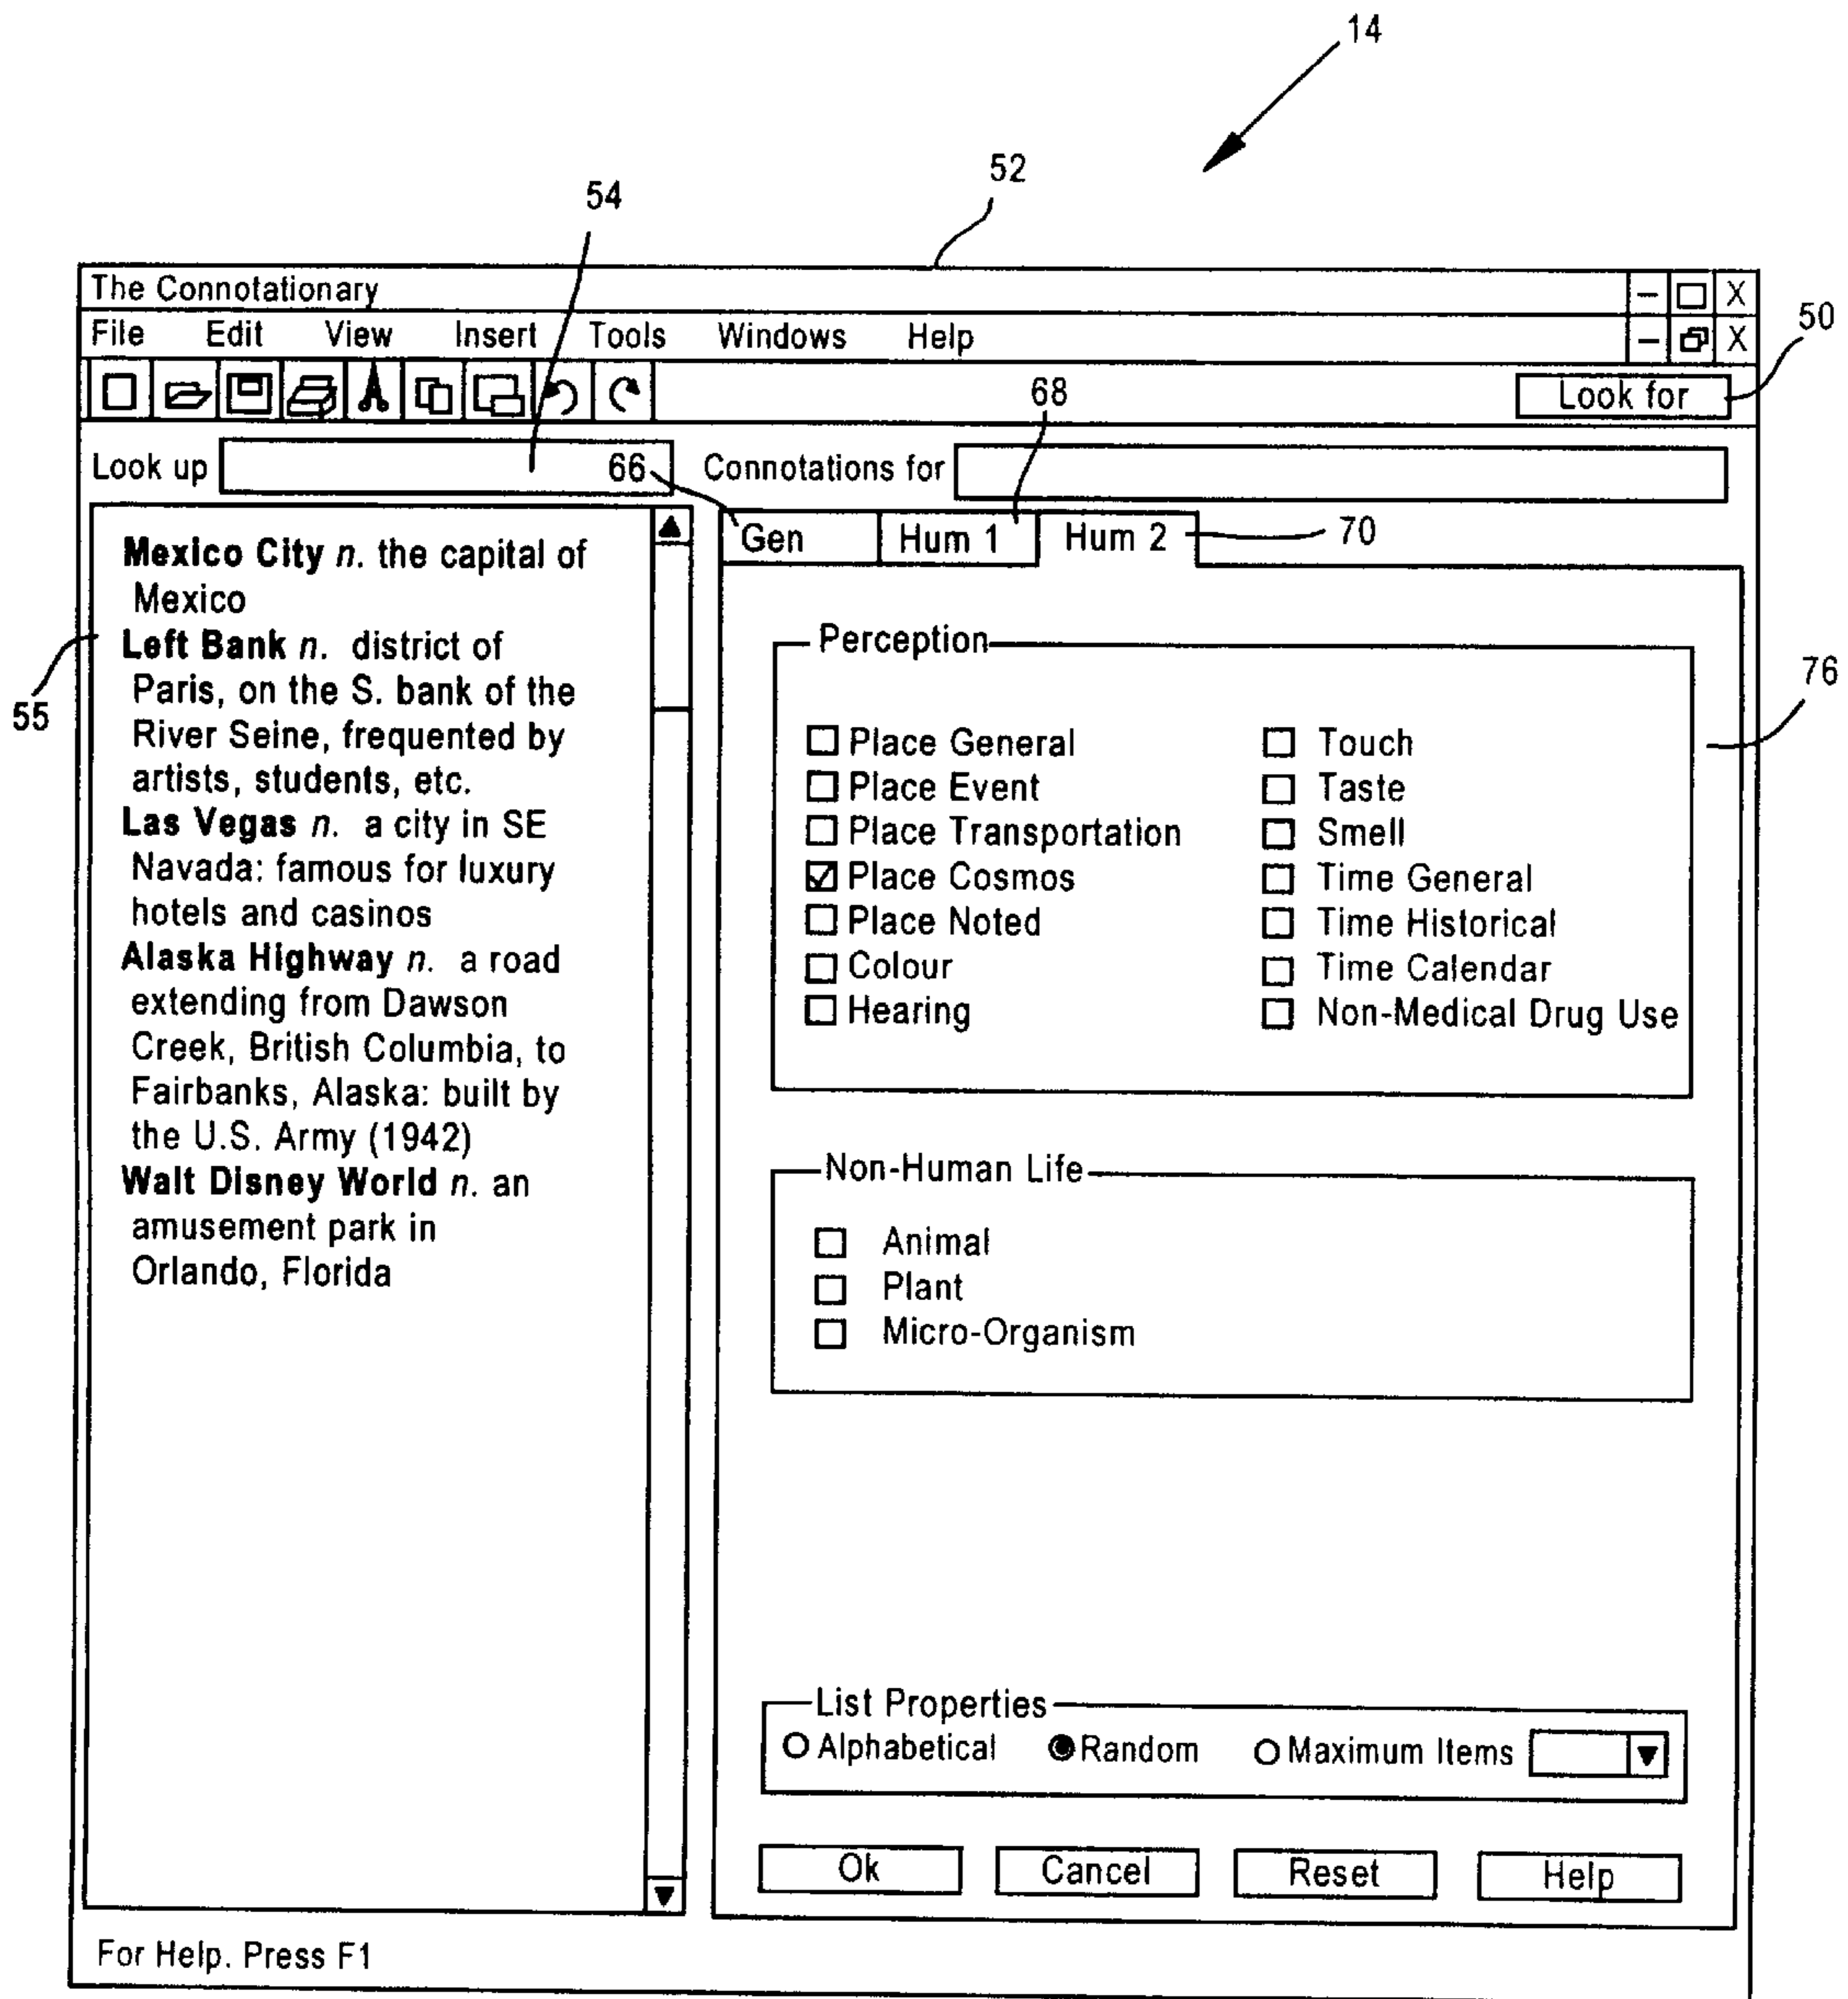 14
52
54
The Connotationary
X
File Edit View Insert Tools Windows Help
X
50
68
Look for
Look up
66
Connotations for
Gen
Hum 1
Hum 2
70
55
Mexico City n. the capital of
Mexico
Left Bank n. district of
Paris, on the S. bank of the
River Seine, frequented by
artists, students, etc.
Las Vegas n. a city in SE
Navada: famous for luxury
hotels and casinos
Alaska Highway n. a road
extending from Dawson
Creek, British Columbia, to
Fairbanks, Alaska: built by
the U.S. Army (1942)
Walt Disney World n. an
amusement park in
Orlando, Florida
Perception
76
Place General
Place Event
Place Transportation
Place Cosmos
Place Noted
Colour
Hearing
Touch
Taste
Smell
Time General
Time Historical
Time Calendar
Non-Medical Drug Use
Non-Human Life
Animal
Plant
Micro-Organism
List Properties
Alphabetical Random Maximum Items
Ok Cancel Reset Help
For Help. Press F1